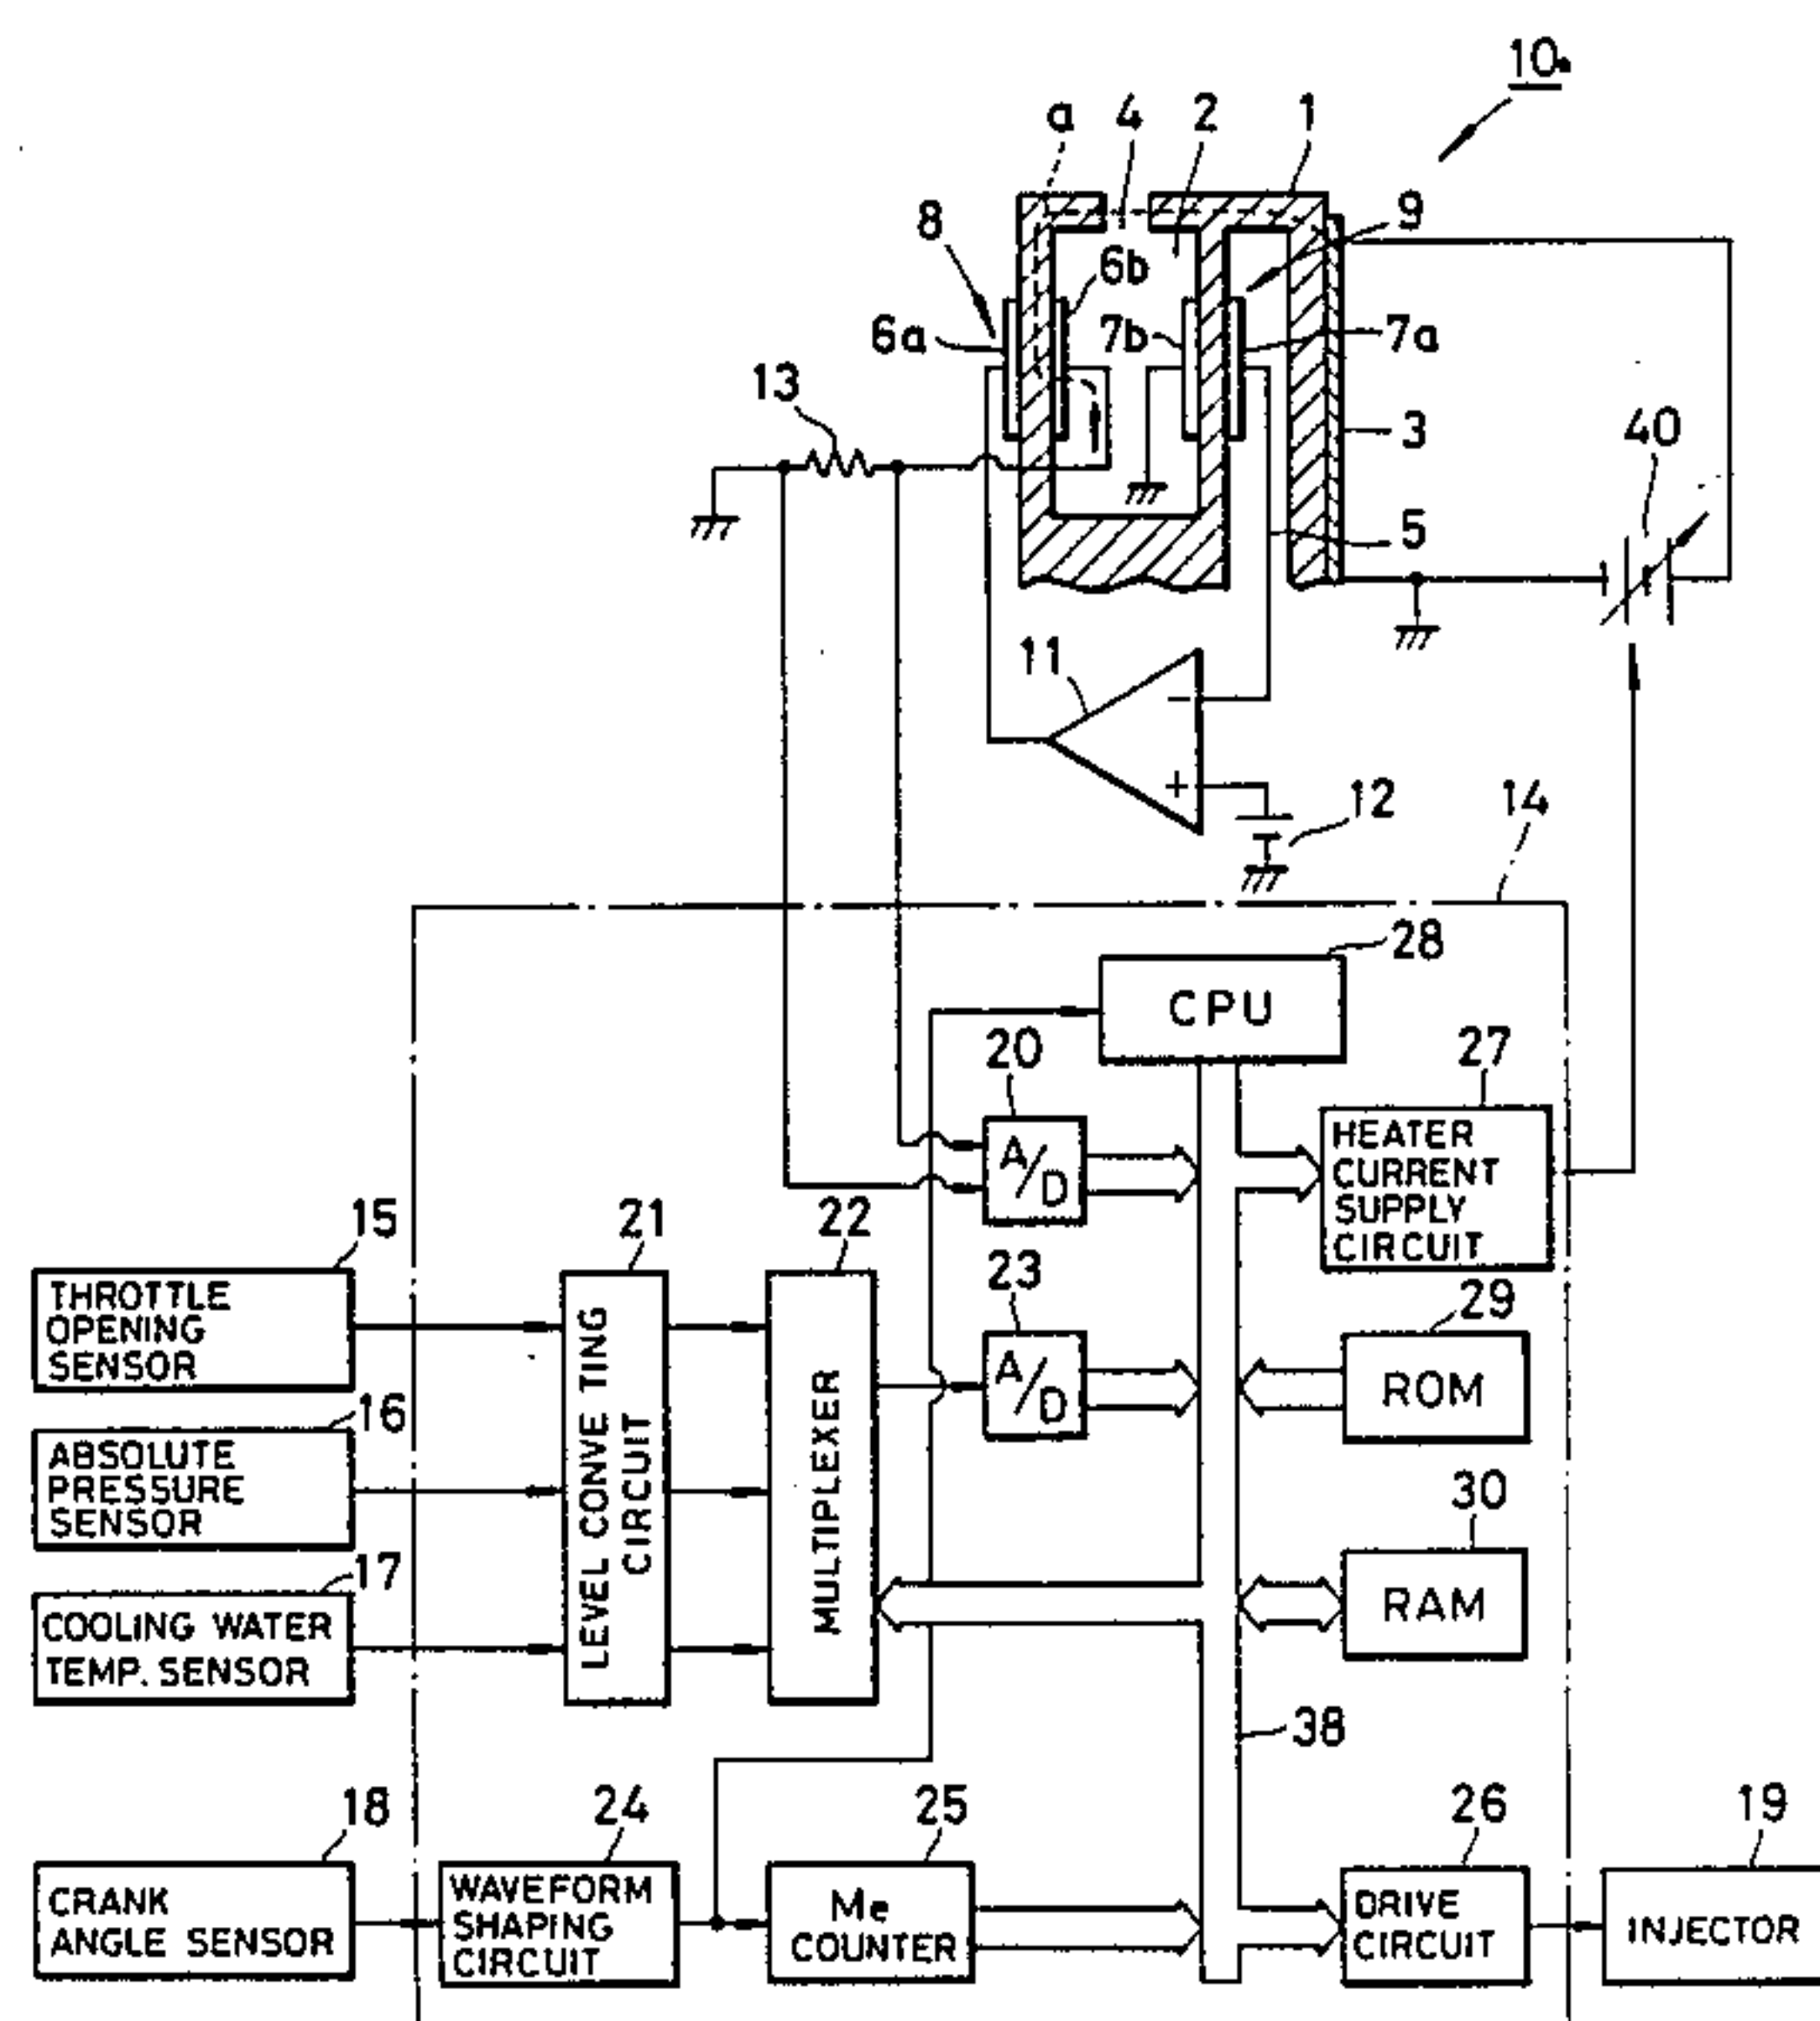 10
a 4 2 1
8 9
6b
6a 7b 7a
13
3
40
5
11
−
+
12
14
28
CPU
20
27
A/D
HEATER
CURRENT
SUPPLY
CIRCUIT
15
21
22
23
29
THROTTLE
OPENING
SENSOR
A/D
ROM
16
ABSOLUTE
PRESSURE
SENSOR
LEVEL CONVE TING
CIRCUIT
MULTIPLEXER
30
RAM
17
COOLING WATER
TEMP. SENSOR
38
18
24
25
26
19
CRANK
ANGLE SENSOR
WAVEFORM
SHAPING
CIRCUIT
Me
COUNTER
DRIVE
CIRCUIT
INJECTOR